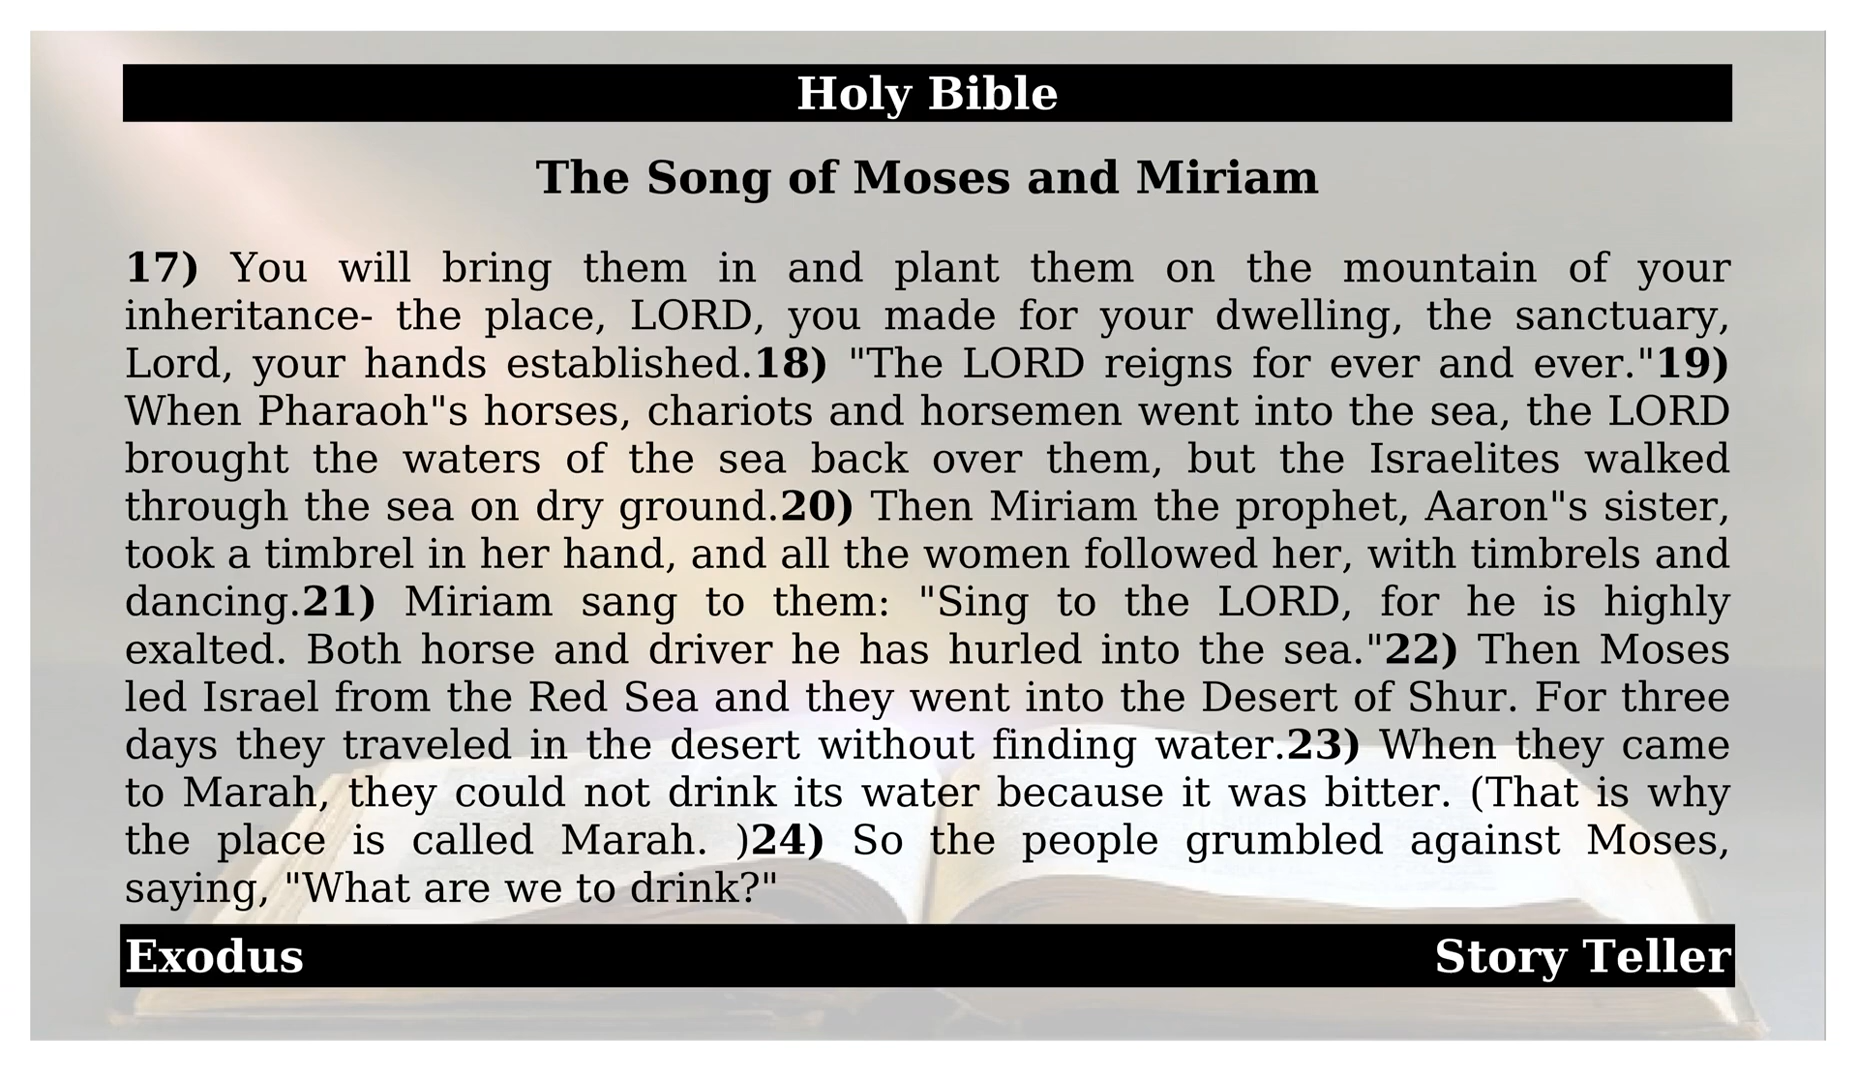 Holy Bible
The Song of Moses and Miriam
17) You will bring them in and plant them on the mountain of your
inheritance- the place, LORD, you made for your dwelling, the sanctuary,
Lord, your hands established.18) "The LORD reigns for ever and ever."19)
When Pharaoh"s horses, chariots and horsemen went into the sea, the LORD
brought the waters of the sea back over them, but the Israelites walked
through the sea on dry ground.20) Then Miriam the prophet, Aaron"s sister,
took a timbrel in her hand, and all the women followed her, with timbrels and
dancing.21) Miriam sang to them: "Sing to the LORD, for he is highly
exalted. Both horse and driver he has hurled into the sea."22) Then Moses
led Israel from the Red Sea and they went into the Desert of Shur. For three
days they traveled in the desert without finding water.23) When they came
to Marah, they could not drink its water because it was bitter. (That is why
the place is called Marah. )24) So the people grumbled against Moses,
saying, "What are we to drink?"
Exodus Story Teller